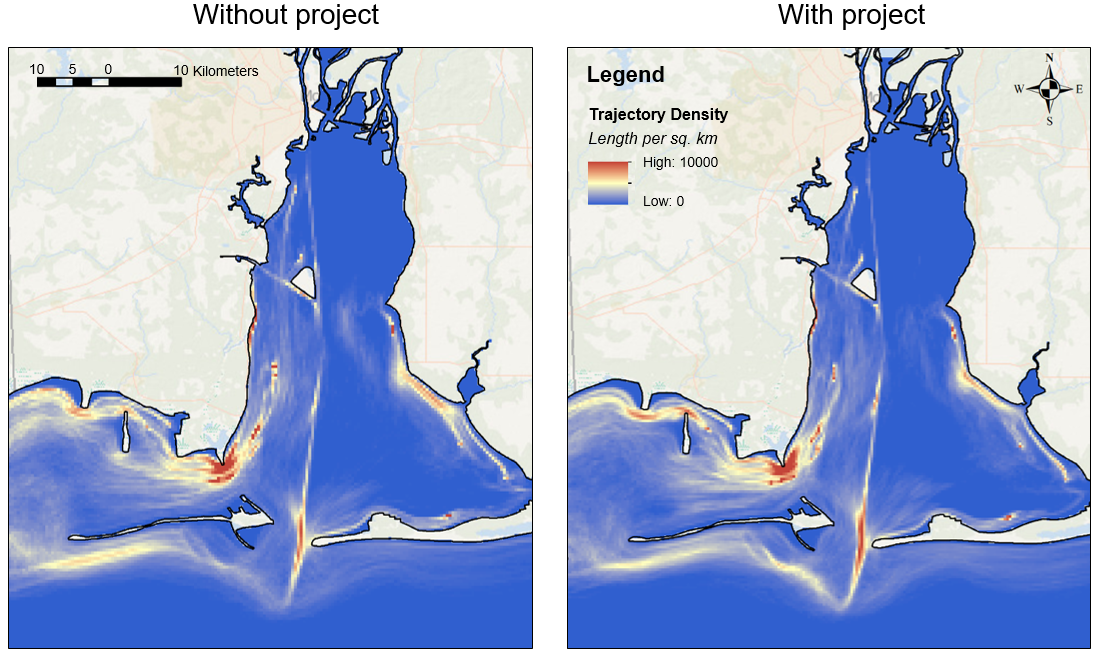 Without project
With project
10 5 0 10 Kilometers
Legend
N
W E
S
Trajectory Density
Length per sq. km
High: 10000
Low: 0